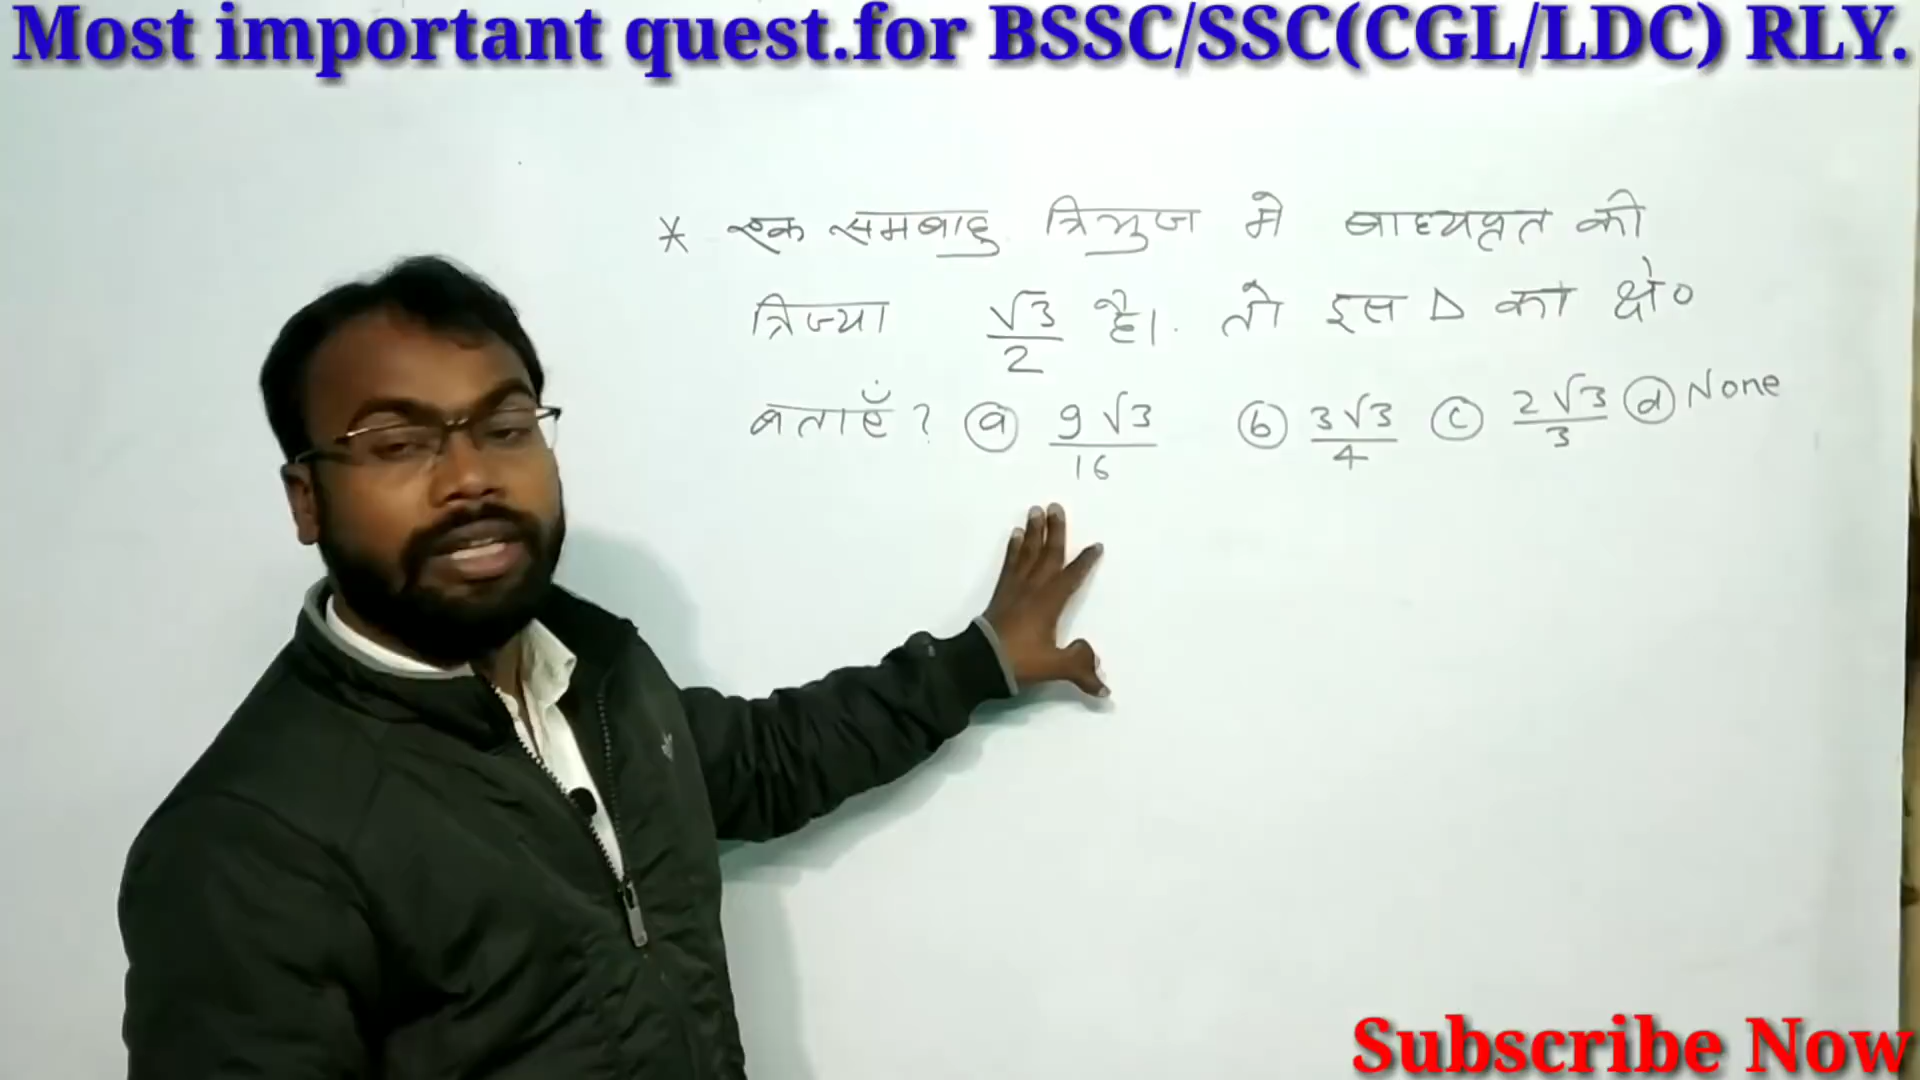 Most important quest.for BSSC/SSC(CGL/LDC) RLY.
* एक समबाहु त्रिभुज मे बाह्यवृत की
त्रिज्या √3/2 है। तो इस Δ का क्षे०
बताएँ ? ⓐ 9√3/16 ⓑ 3√3/4 ⓒ 2√3/3 ⓓ None
Subscribe Now